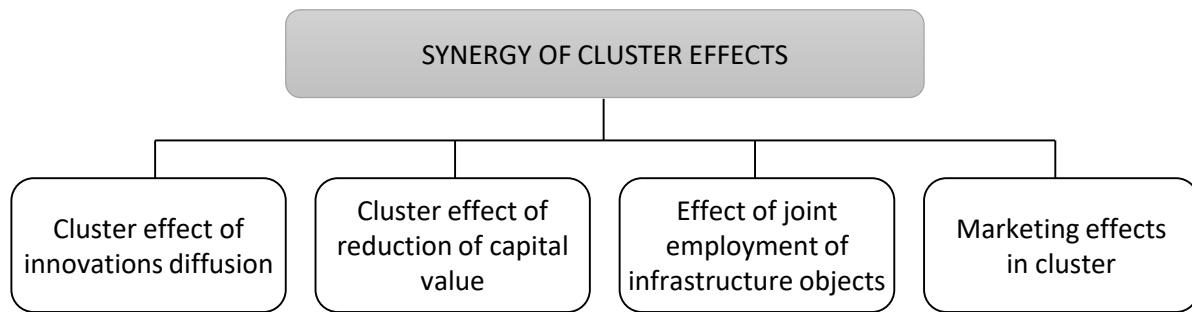 SYNERGY OF CLUSTER EFFECTS
Cluster effect of
innovations diffusion
Cluster effect of
reduction of capital
value
Effect of joint
employment of
infrastructure objects
Marketing effects
in cluster